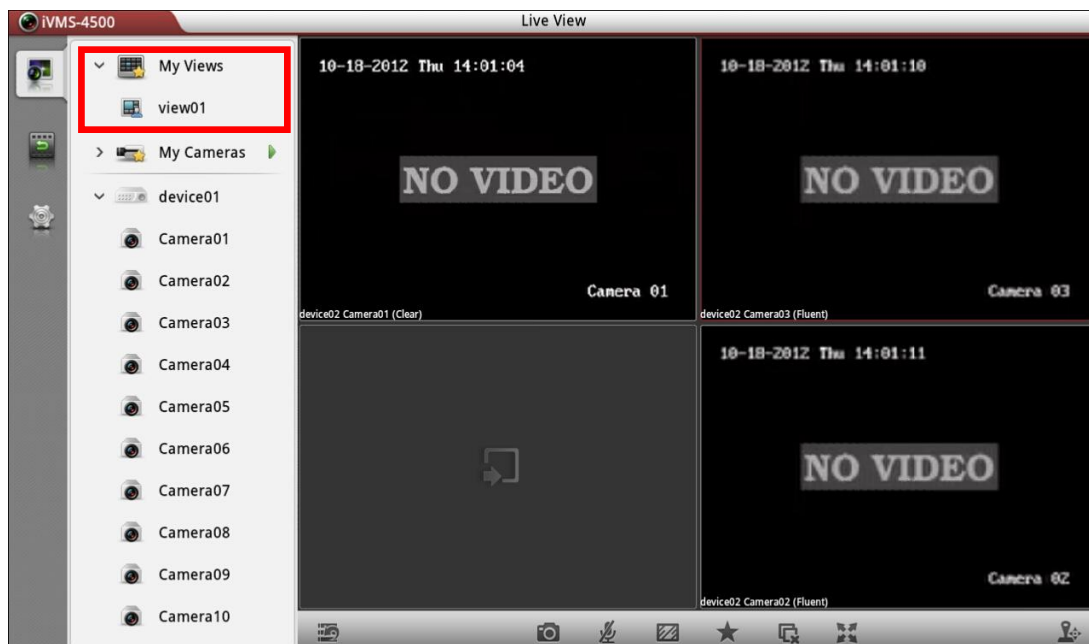 iVMS-4500
Live View
My Views
view01
My Cameras
device01
Camera01
Camera02
Camera03
Camera04
Camera05
Camera06
Camera07
Camera08
Camera09
Camera10
10-18-2012 Thu 14:01:04
NO VIDEO
Camera 01
device02 Camera01 (Clear)
10-18-2012 Thu 14:01:10
NO VIDEO
Camera 03
device02 Camera03 (Fluent)
10-18-2012 Thu 14:01:11
NO VIDEO
Camera 02
device02 Camera02 (Fluent)